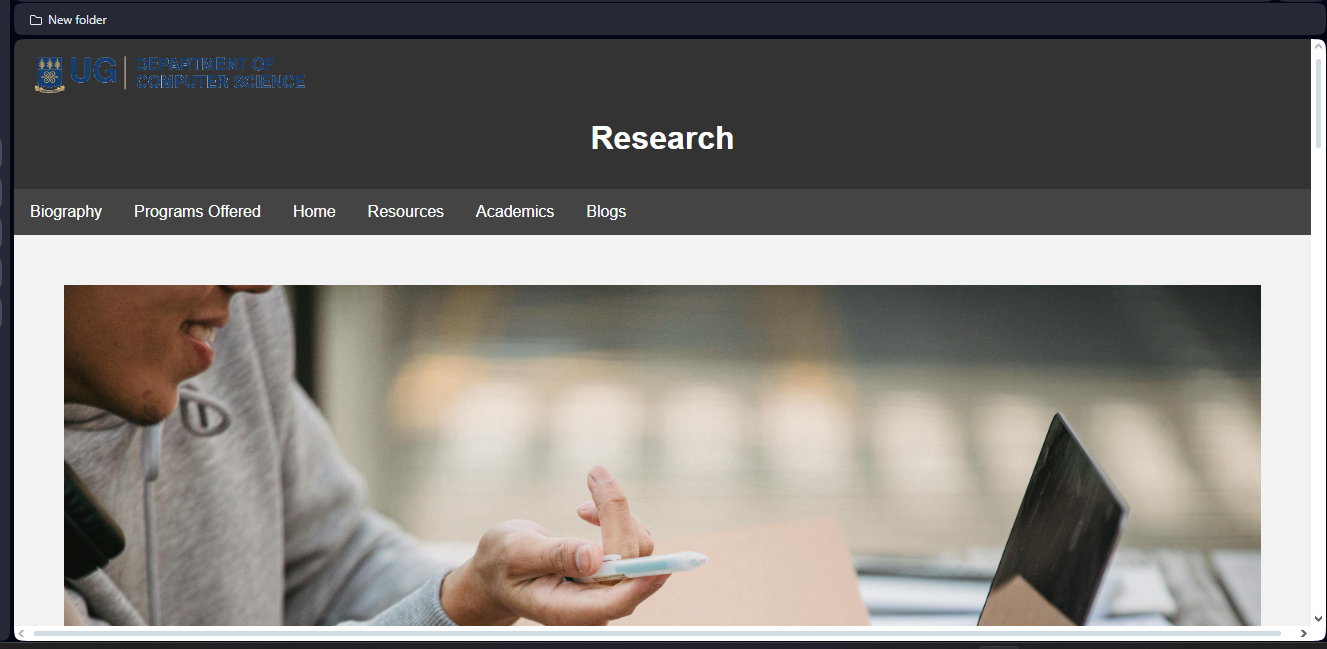 New folder
UG
DEPARTMENT OF
COMPUTER SCIENCE
Research
Biography
Programs Offered
Home
Resources
Academics
Blogs